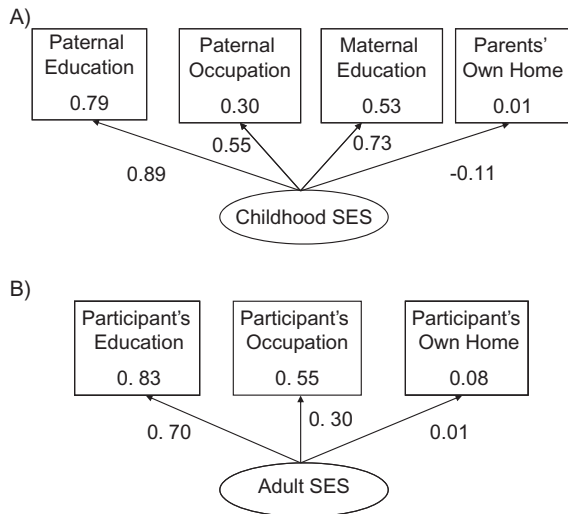 A)
Paternal
Education
0.79
Paternal
Occupation
0.30
Maternal
Education
0.53
Parents'
Own Home
0.01
0.89
0.55
0.73
-0.11
Childhood SES
B)
Participant's
Education
0. 83
Participant's
Occupation
0. 55
Participant's
Own Home
0.08
0. 70
0. 30
0.01
Adult SES